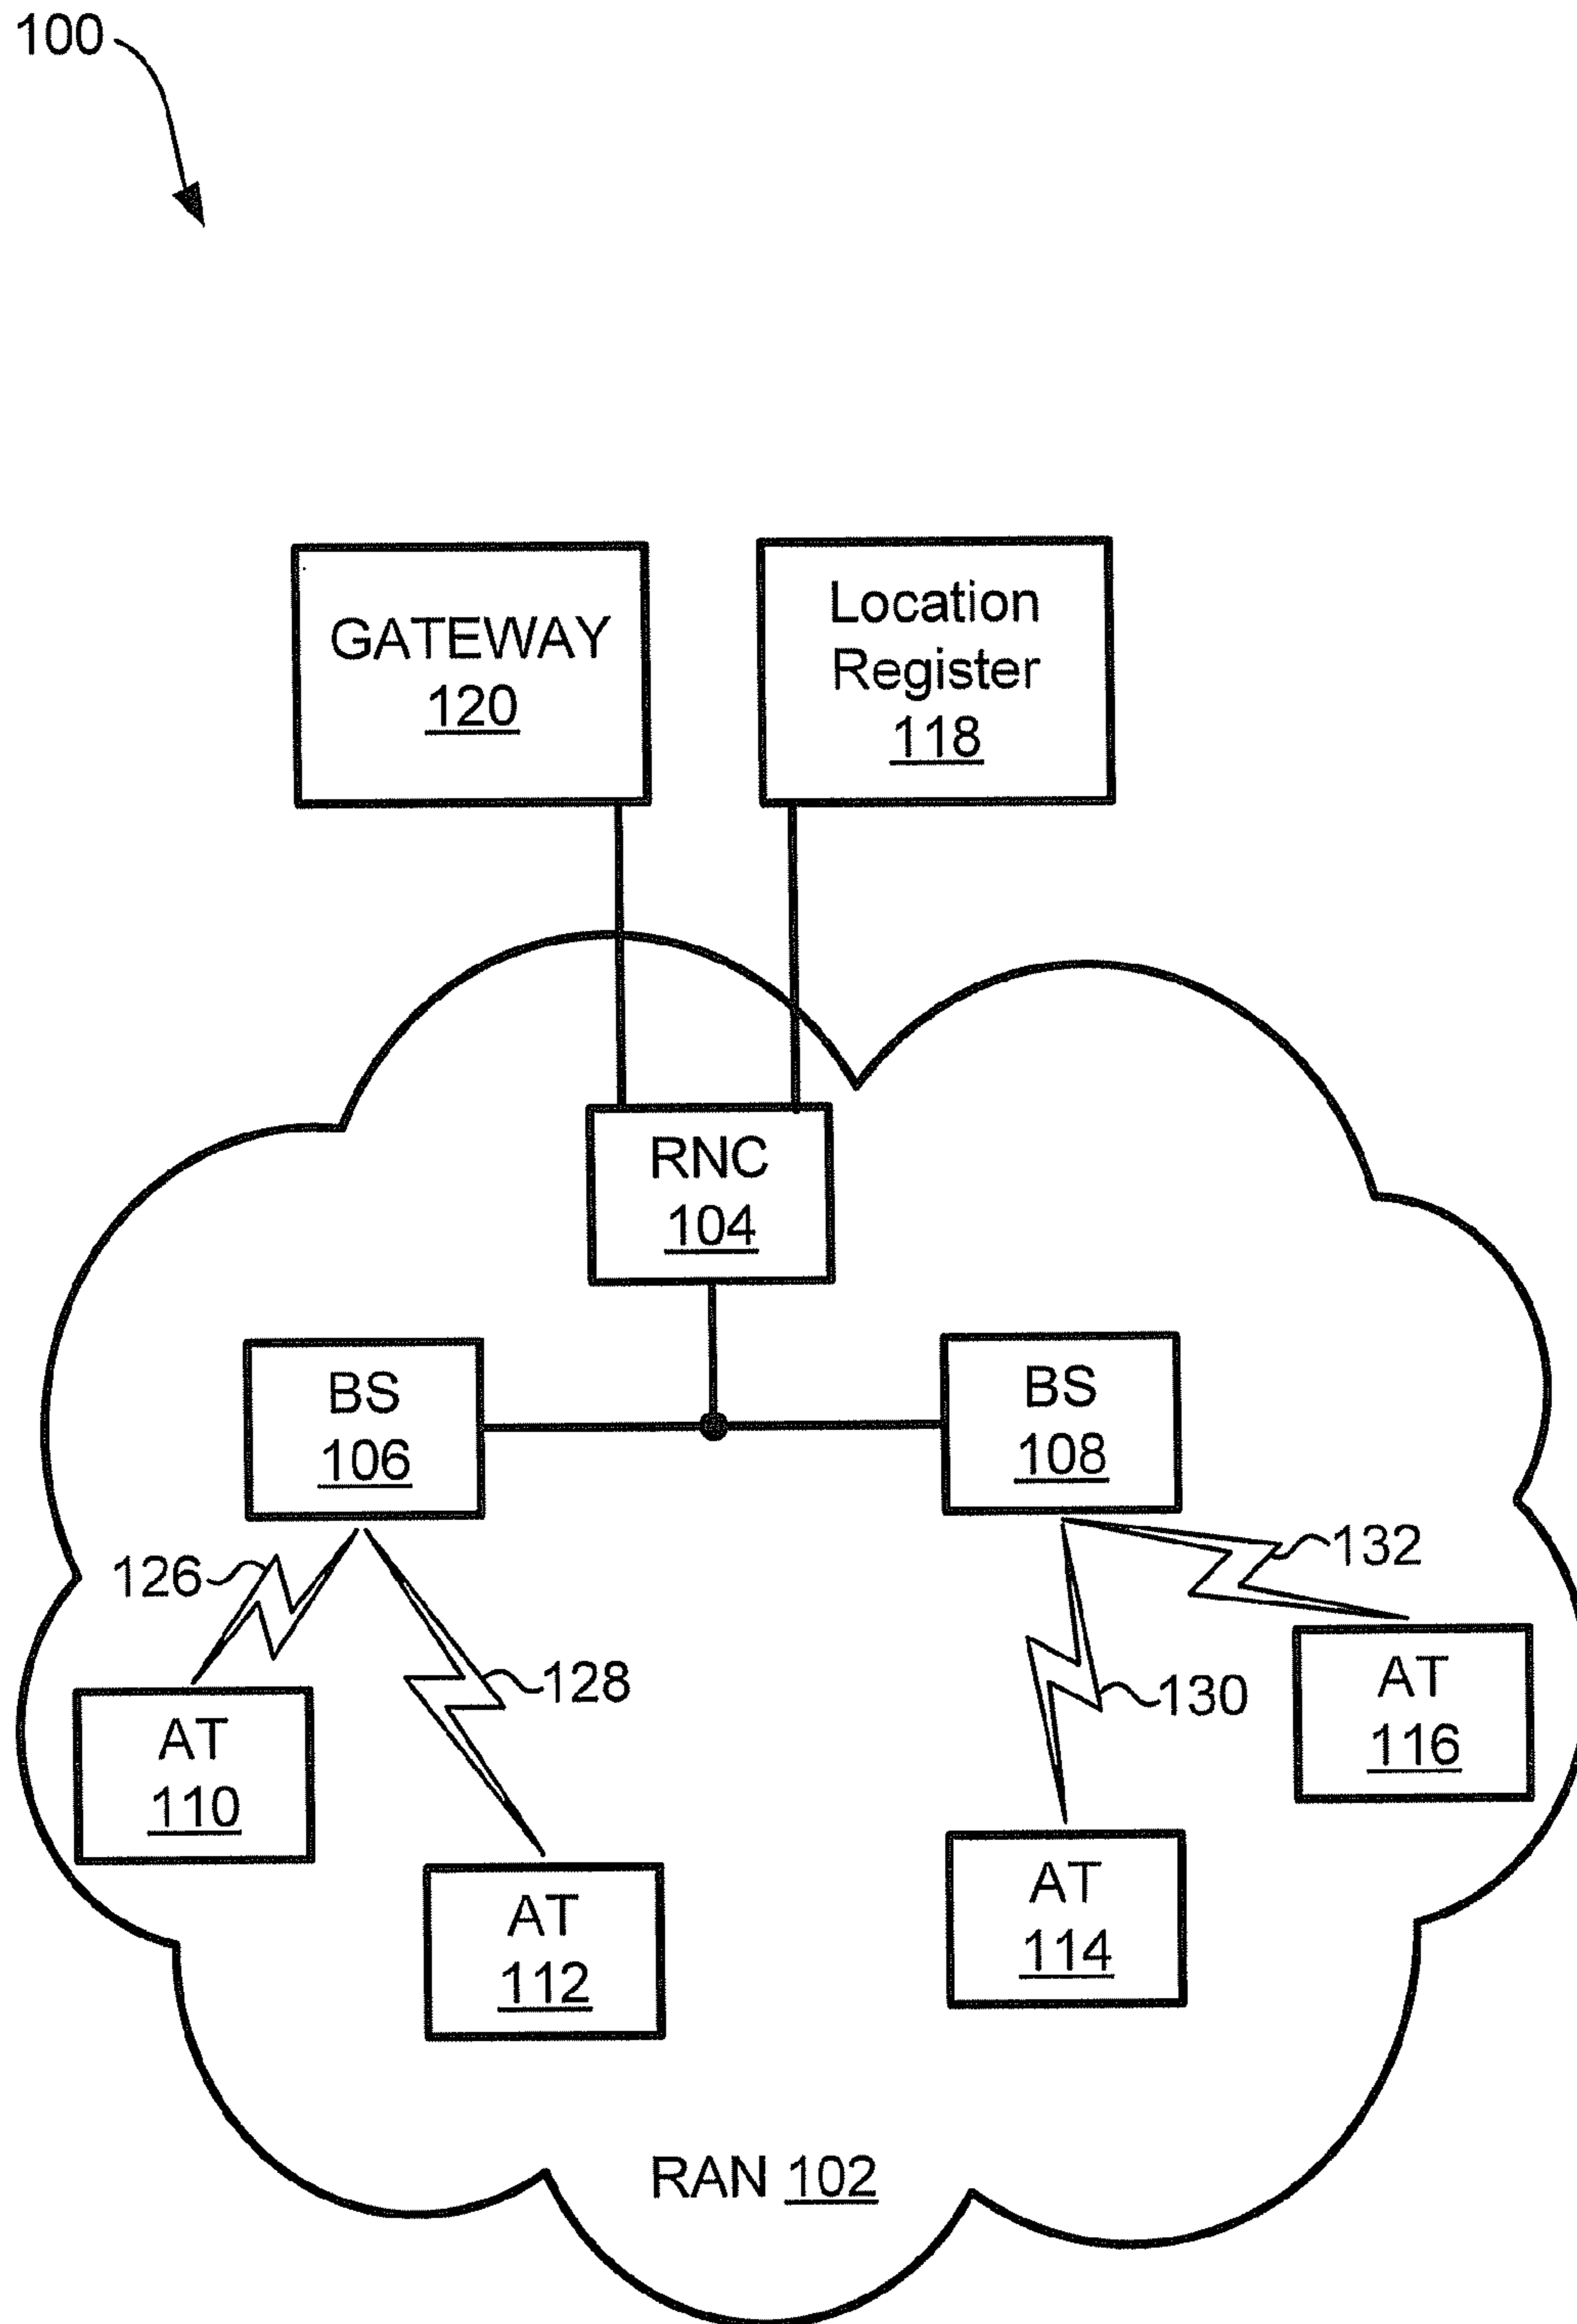 100
GATEWAY
120
Location
Register
118
RNC
104
BS
106
BS
108
126
128
130
132
AT
110
AT
112
AT
114
AT
116
RAN 102